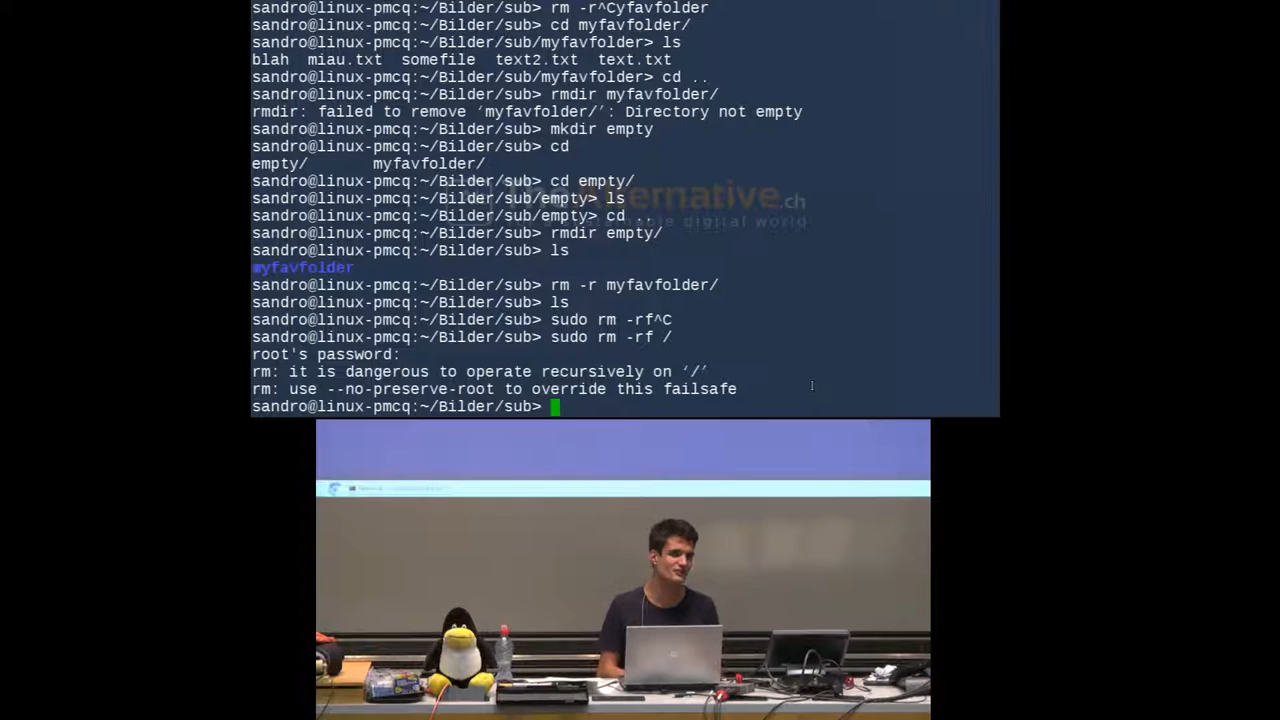 sandro@linux-pmcq:~/Bilder/sub> rm -r^Cyfavfolder
sandro@linux-pmcq:~/Bilder/sub> cd myfavfolder/
sandro@linux-pmcq:~/Bilder/sub/myfavfolder> ls
blah  miau.txt  somefile  text2.txt  text.txt
sandro@linux-pmcq:~/Bilder/sub/myfavfolder> cd ..
sandro@linux-pmcq:~/Bilder/sub> rmdir myfavfolder/
rmdir: failed to remove ‘myfavfolder/’: Directory not empty
sandro@linux-pmcq:~/Bilder/sub> mkdir empty
sandro@linux-pmcq:~/Bilder/sub> cd
empty/       myfavfolder/
sandro@linux-pmcq:~/Bilder/sub> cd empty/
sandro@linux-pmcq:~/Bilder/sub/empty> ls
sandro@linux-pmcq:~/Bilder/sub/empty> cd ..
sandro@linux-pmcq:~/Bilder/sub> rmdir empty/
sandro@linux-pmcq:~/Bilder/sub> ls
myfavfolder
sandro@linux-pmcq:~/Bilder/sub> rm -r myfavfolder/
sandro@linux-pmcq:~/Bilder/sub> ls
sandro@linux-pmcq:~/Bilder/sub> sudo rm -rf^C
sandro@linux-pmcq:~/Bilder/sub> sudo rm -rf /
root's password:
rm: it is dangerous to operate recursively on ‘/’
rm: use --no-preserve-root to override this failsafe
sandro@linux-pmcq:~/Bilder/sub>
TheAlternative.ch
a sustainable digital world